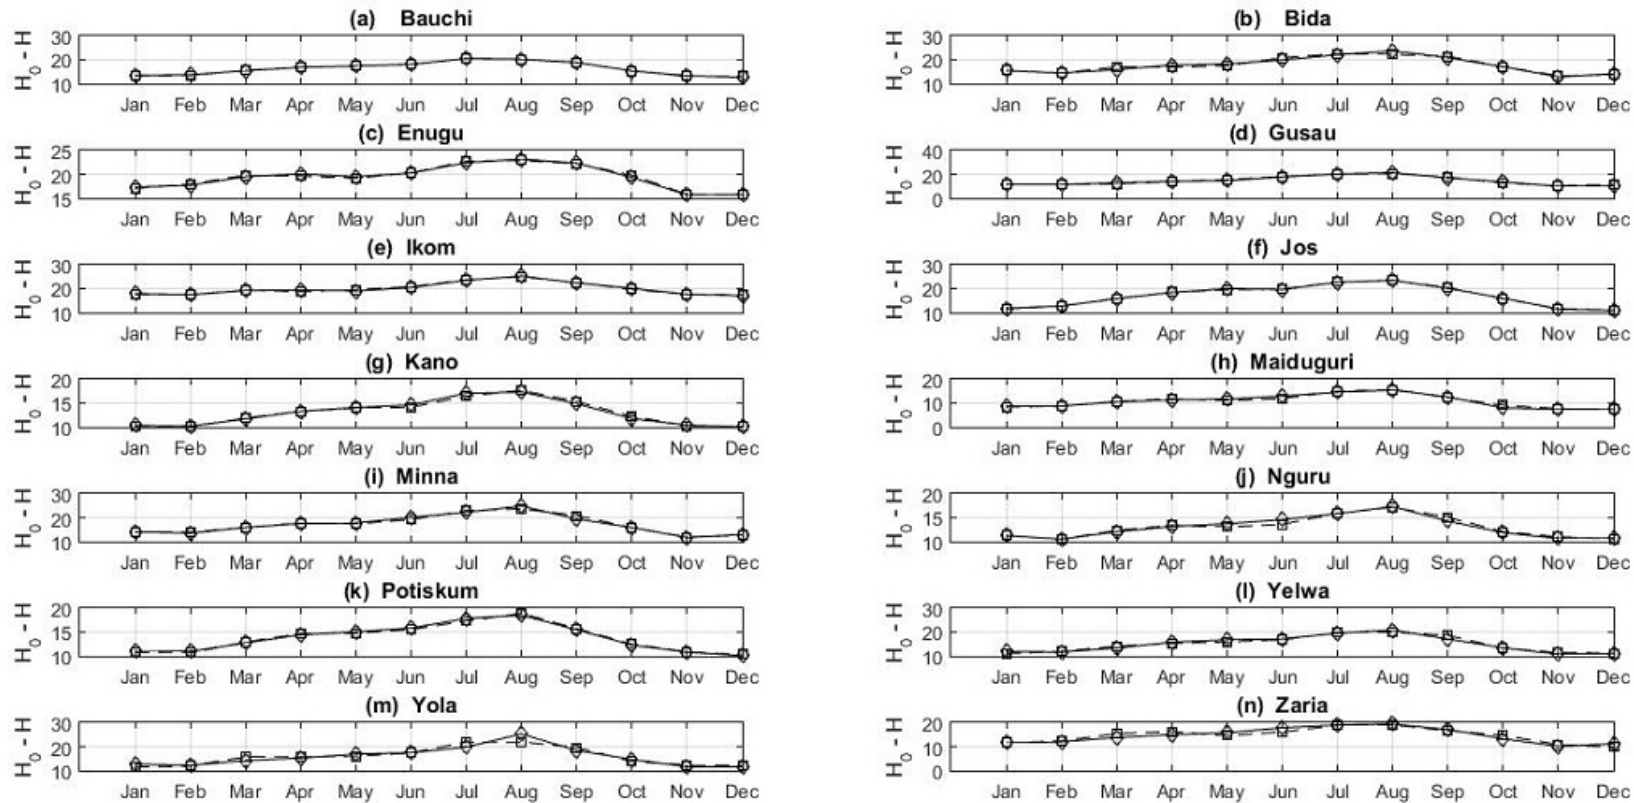 (a) Bauchi
H0 - H
30
20
10
Jan Feb Mar Apr May Jun Jul Aug Sep Oct Nov Dec
(b) Bida
H0 - H
30
20
10
Jan Feb Mar Apr May Jun Jul Aug Sep Oct Nov Dec
(c) Enugu
H0 - H
25
20
15
Jan Feb Mar Apr May Jun Jul Aug Sep Oct Nov Dec
(d) Gusau
H0 - H
40
20
0
Jan Feb Mar Apr May Jun Jul Aug Sep Oct Nov Dec
(e) Ikom
H0 - H
30
20
10
Jan Feb Mar Apr May Jun Jul Aug Sep Oct Nov Dec
(f) Jos
H0 - H
30
20
10
Jan Feb Mar Apr May Jun Jul Aug Sep Oct Nov Dec
(g) Kano
H0 - H
20
15
10
Jan Feb Mar Apr May Jun Jul Aug Sep Oct Nov Dec
(h) Maiduguri
H0 - H
20
10
0
Jan Feb Mar Apr May Jun Jul Aug Sep Oct Nov Dec
(i) Minna
H0 - H
30
20
10
Jan Feb Mar Apr May Jun Jul Aug Sep Oct Nov Dec
(j) Nguru
H0 - H
20
15
10
Jan Feb Mar Apr May Jun Jul Aug Sep Oct Nov Dec
(k) Potiskum
H0 - H
20
15
10
Jan Feb Mar Apr May Jun Jul Aug Sep Oct Nov Dec
(l) Yelwa
H0 - H
30
20
10
Jan Feb Mar Apr May Jun Jul Aug Sep Oct Nov Dec
(m) Yola
H0 - H
30
20
10
Jan Feb Mar Apr May Jun Jul Aug Sep Oct Nov Dec
(n) Zaria
H0 - H
20
10
0
Jan Feb Mar Apr May Jun Jul Aug Sep Oct Nov Dec